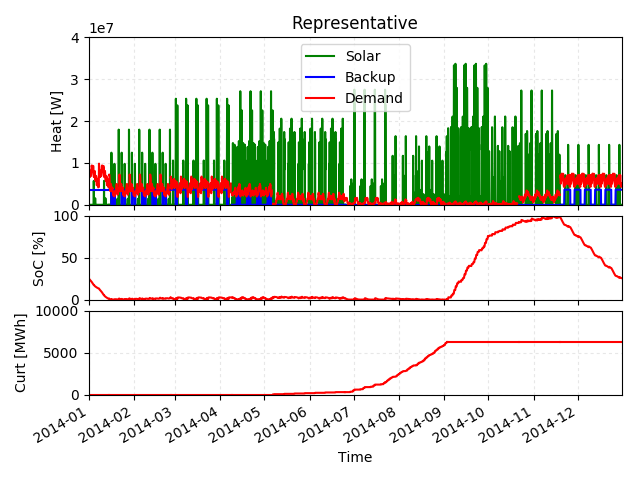 Representative
1e7
4
3
2
1
0
Heat [W]
Solar
Backup
Demand
100
50
0
SoC [%]
10000
5000
0
Curt [MWh]
2014-01
2014-02
2014-03
2014-04
2014-05
2014-06
2014-07
2014-08
2014-09
2014-10
2014-11
2014-12
Time